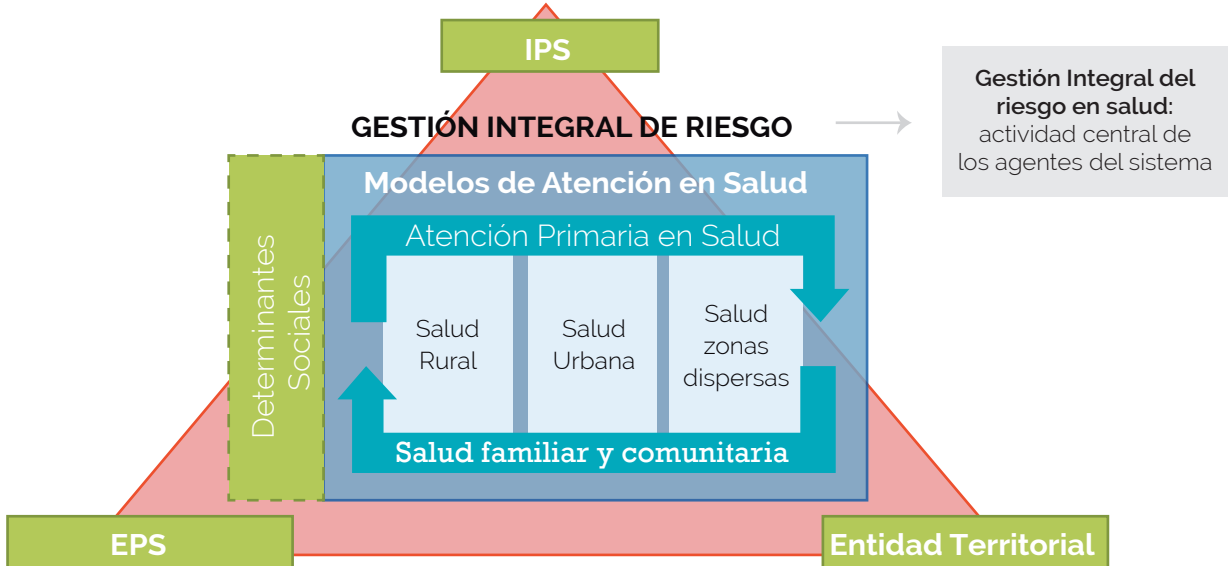 IPS
GESTIÓN INTEGRAL DE RIESGO
Gestión Integral del
riesgo en salud:
actividad central de
los agentes del sistema
Determinantes
Sociales
Modelos de Atención en Salud
Atención Primaria en Salud
Salud
Rural
Salud
Urbana
Salud
zonas
dispersas
Salud familiar y comunitaria
EPS
Entidad Territorial